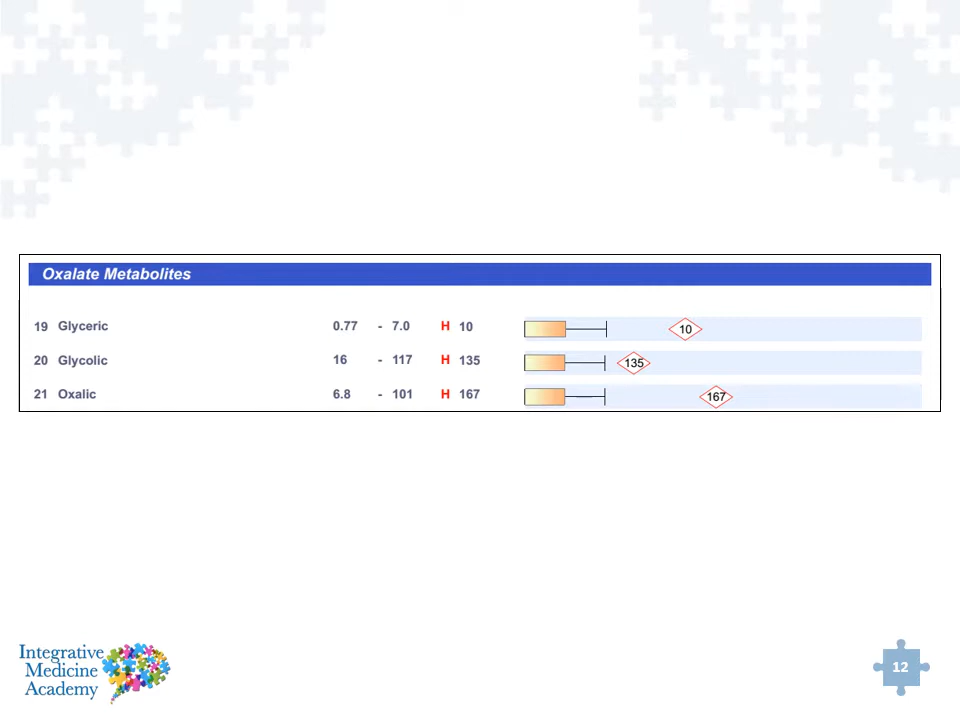 Oxalate Metabolites
19 Glyceric 0.77 - 7.0 H 10 10
20 Glycolic 16 - 117 H 135 135
21 Oxalic 6.8 - 101 H 167 167
Integrative
Medicine
Academy
12